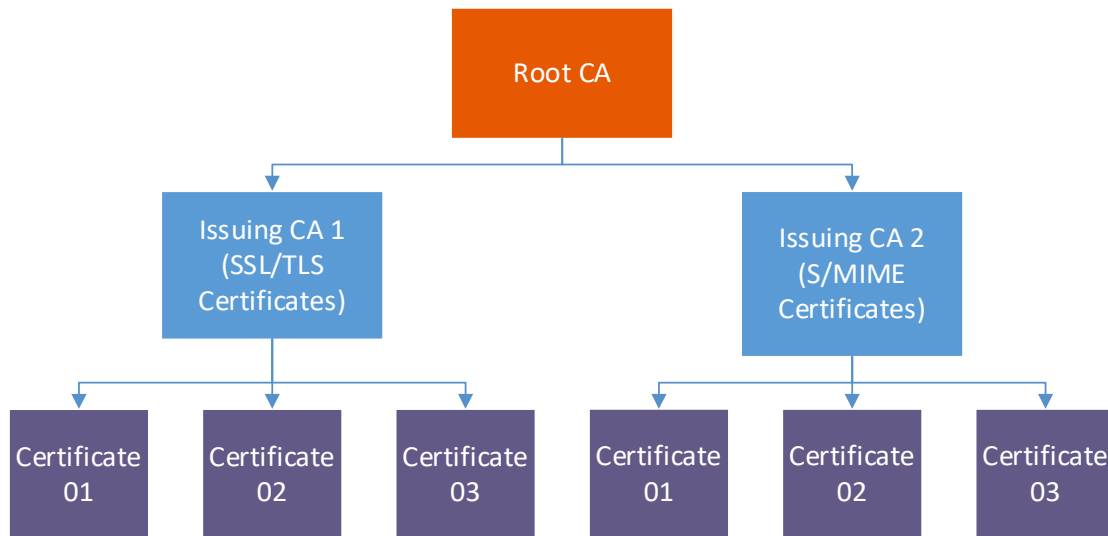 Root CA
Issuing CA 1
(SSL/TLS
Certificates)
Issuing CA 2
(S/MIME
Certificates)
Certificate
01
Certificate
02
Certificate
03
Certificate
01
Certificate
02
Certificate
03